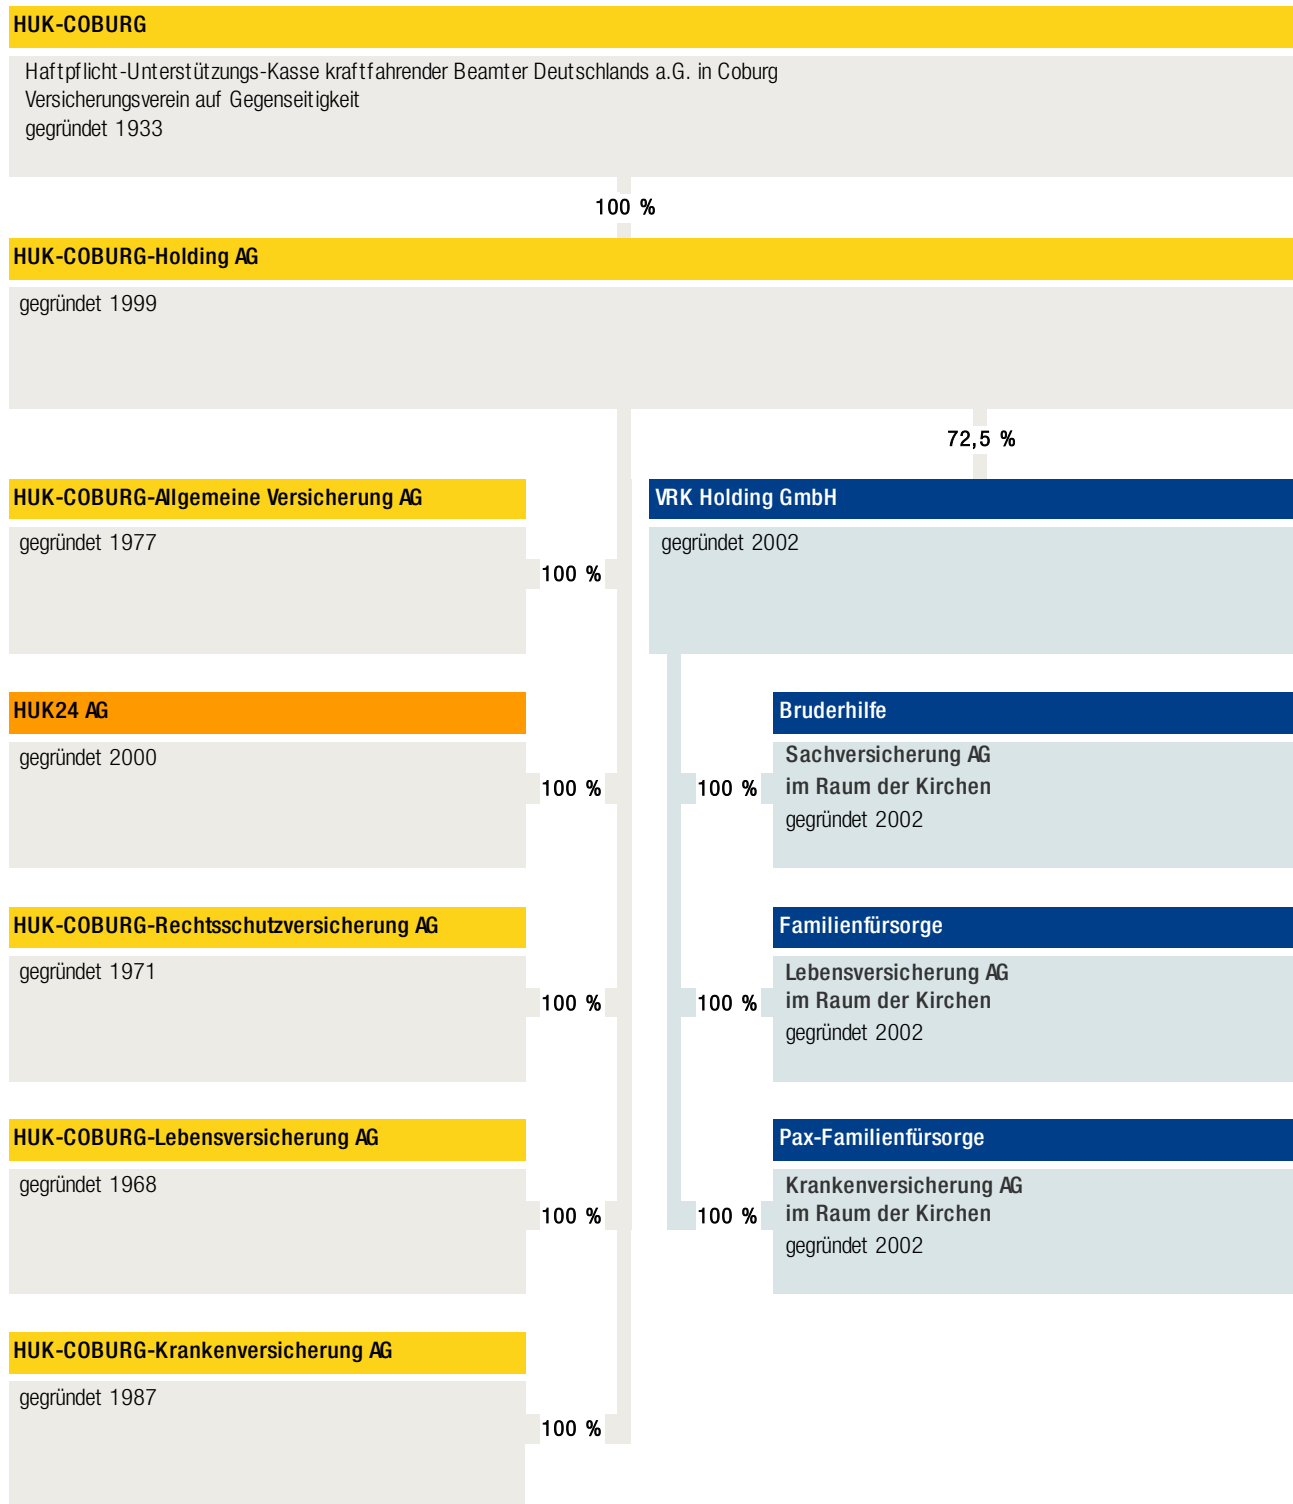 HUK-COBURG
Haftpflicht-Unterstützungs-Kasse kraftfahrender Beamter Deutschlands a.G. in Coburg
Versicherungsverein auf Gegenseitigkeit
gegründet 1933
100 %
HUK-COBURG-Holding AG
gegründet 1999
72,5 %
HUK-COBURG-Allgemeine Versicherung AG
gegründet 1977
100 %
VRK Holding GmbH
gegründet 2002
HUK24 AG
gegründet 2000
100 %
100 %
Bruderhilfe
Sachversicherung AG
im Raum der Kirchen
gegründet 2002
HUK-COBURG-Rechtsschutzversicherung AG
gegründet 1971
100 %
100 %
Familienfürsorge
Lebensversicherung AG
im Raum der Kirchen
gegründet 2002
HUK-COBURG-Lebensversicherung AG
gegründet 1968
100 %
100 %
Pax-Familienfürsorge
Krankenversicherung AG
im Raum der Kirchen
gegründet 2002
HUK-COBURG-Krankenversicherung AG
gegründet 1987
100 %